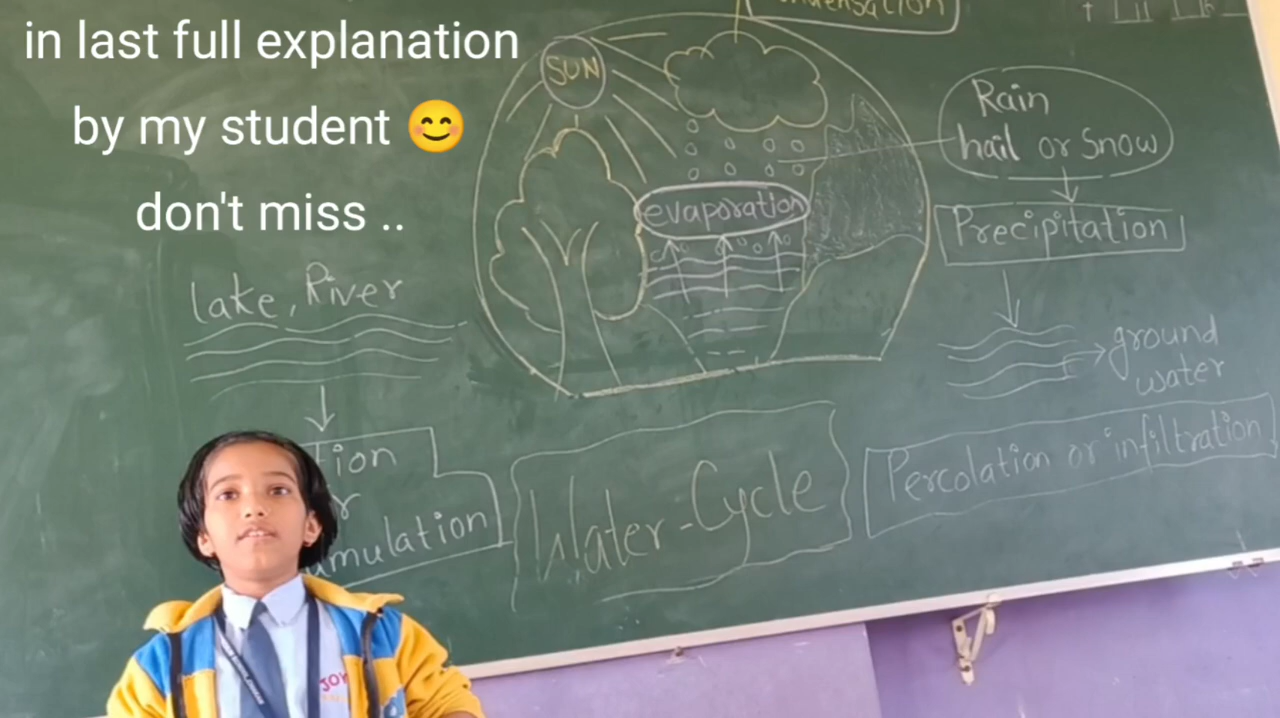 in last full explanation
by my student 😊
don't miss ..
SUN
Rain
hail or snow
evaporation
Precipitation
lake, River
ground
water
Percolation or infiltration
Water-Cycle